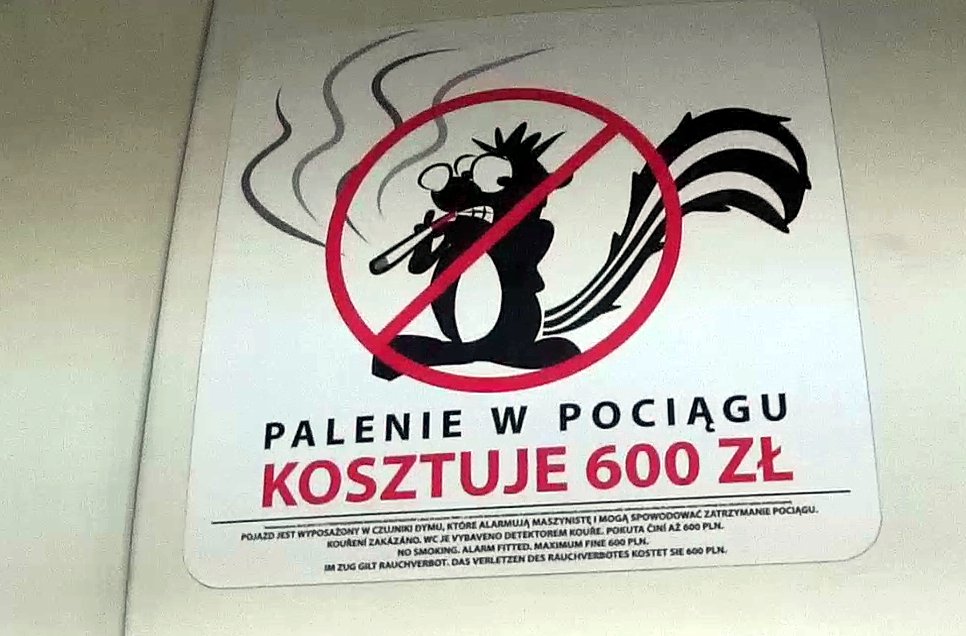 PALENIE W POCIĄGU
KOSZTUJE 600 ZŁ
POJAZD JEST WYPOSAŻONY W CZUJNIKI DYMU, KTÓRE ALARMUJĄ MASZYNISTĘ I MOGĄ SPOWODOWAĆ ZATRZYMANIE POCIĄGU.
KOUŘENÍ ZAKÁZÁNO. WC JE VYBAVENO DETEKTOREM KOUŘE. POKUTA ČINÍ AŽ 600 PLN.
NO SMOKING. ALARM FITTED. MAXIMUM FINE 600 PLN.
IM ZUG GILT RAUCHVERBOT. DAS VERLETZEN DES RAUCHVERBOTES KOSTET SIE 600 PLN.